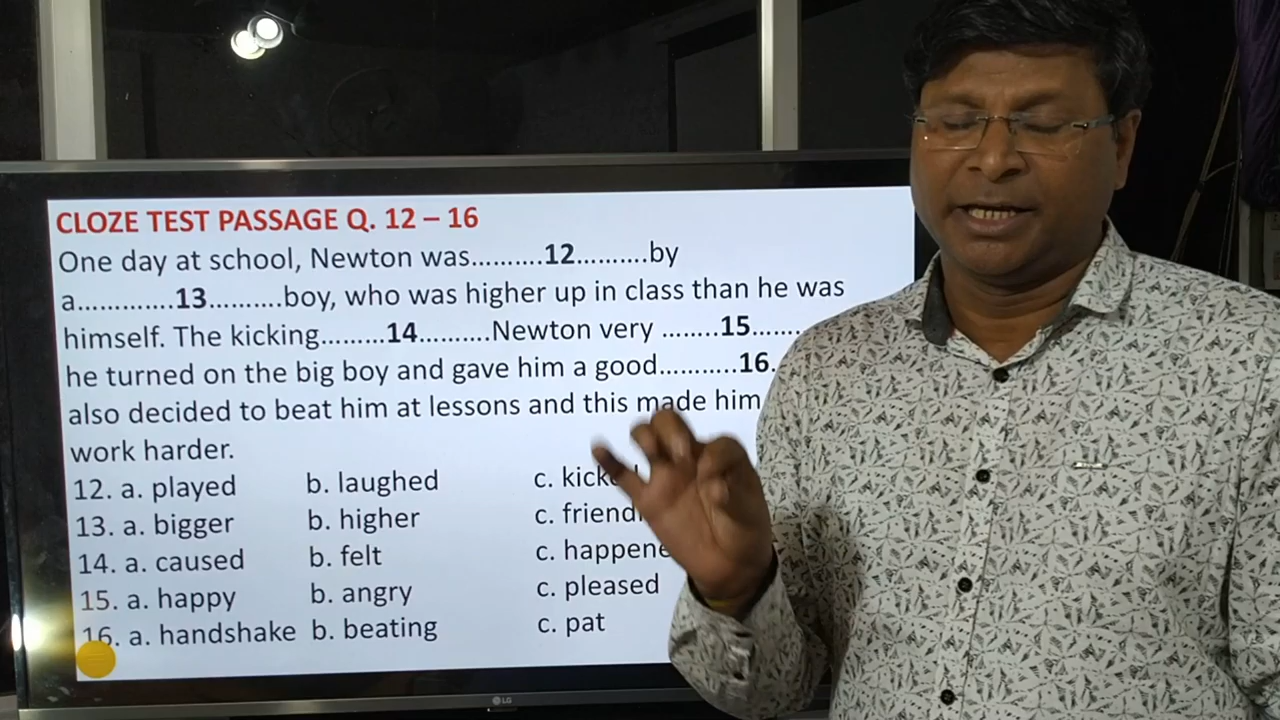 CLOZE TEST PASSAGE Q. 12 – 16
One day at school, Newton was..........12..........by
a.............13..........boy, who was higher up in class than he was
himself. The kicking.........14..........Newton very ........15.......
he turned on the big boy and gave him a good...........16.
also decided to beat him at lessons and this made him
work harder.
12. a. played b. laughed c.
13. a. bigger b. higher c.
14. a. caused b. felt c.
15. a. happy b. angry c. pleased
16. a. handshake b. beating c. pat
LG